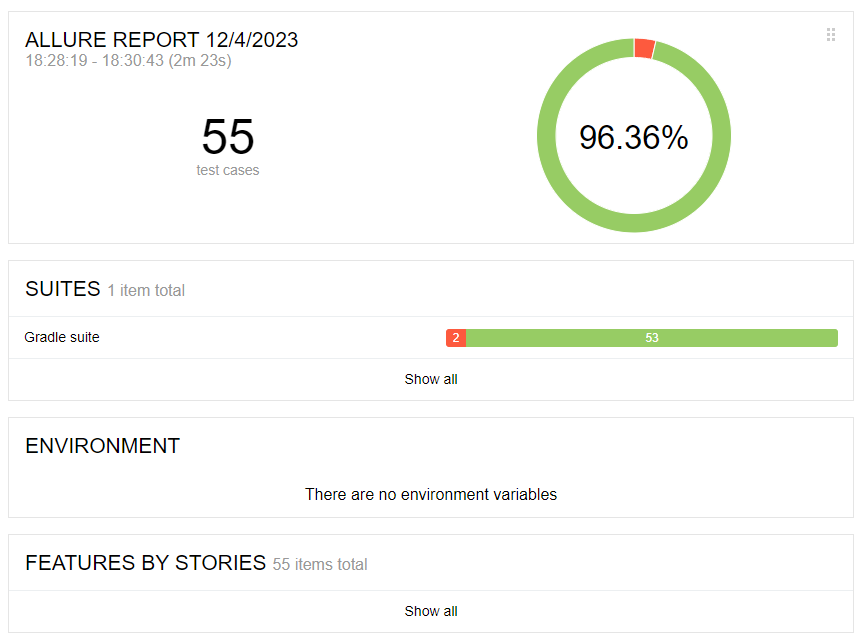 ALLURE REPORT 12/4/2023
18:28:19 - 18:30:43 (2m 23s)
55
test cases
96.36%
SUITES 1 item total
Gradle suite 2 53
Show all
ENVIRONMENT
There are no environment variables
FEATURES BY STORIES 55 items total
Show all